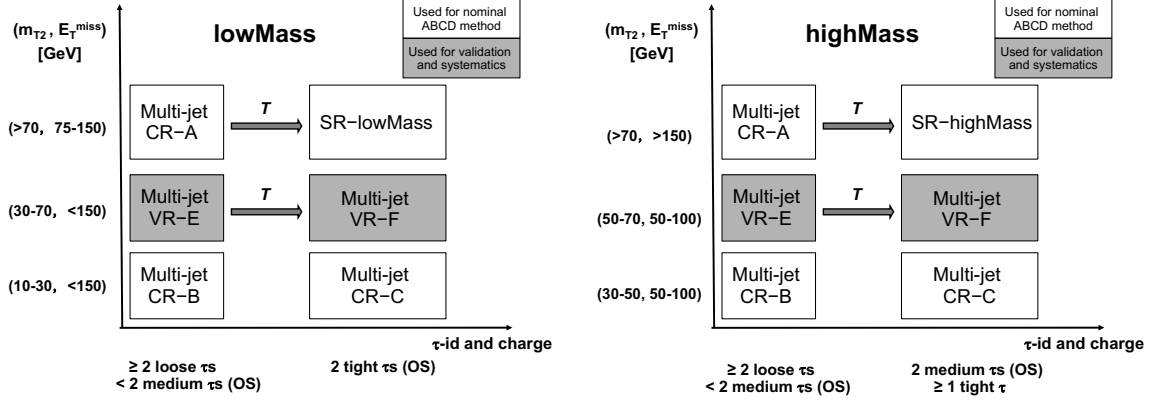 (mT2 , ETmiss)
[GeV]
lowMass
Used for nominal
ABCD method
Used for validation
and systematics
(>70, 75-150)
Multi-jet
CR−A
T
SR−lowMass
(30-70, <150)
Multi-jet
VR−E
T
Multi-jet
VR−F
(10-30, <150)
Multi-jet
CR−B
Multi-jet
CR−C
τ-id and charge
≥ 2 loose τs
< 2 medium τs (OS)
2 tight τs (OS)
(mT2 , ETmiss)
[GeV]
highMass
Used for nominal
ABCD method
Used for validation
and systematics
(>70, >150)
Multi-jet
CR−A
T
SR−highMass
(50-70, 50-100)
Multi-jet
VR−E
T
Multi-jet
VR−F
(30-50, 50-100)
Multi-jet
CR−B
Multi-jet
CR−C
τ-id and charge
≥ 2 loose τs
< 2 medium τs (OS)
2 medium τs (OS)
≥ 1 tight τ